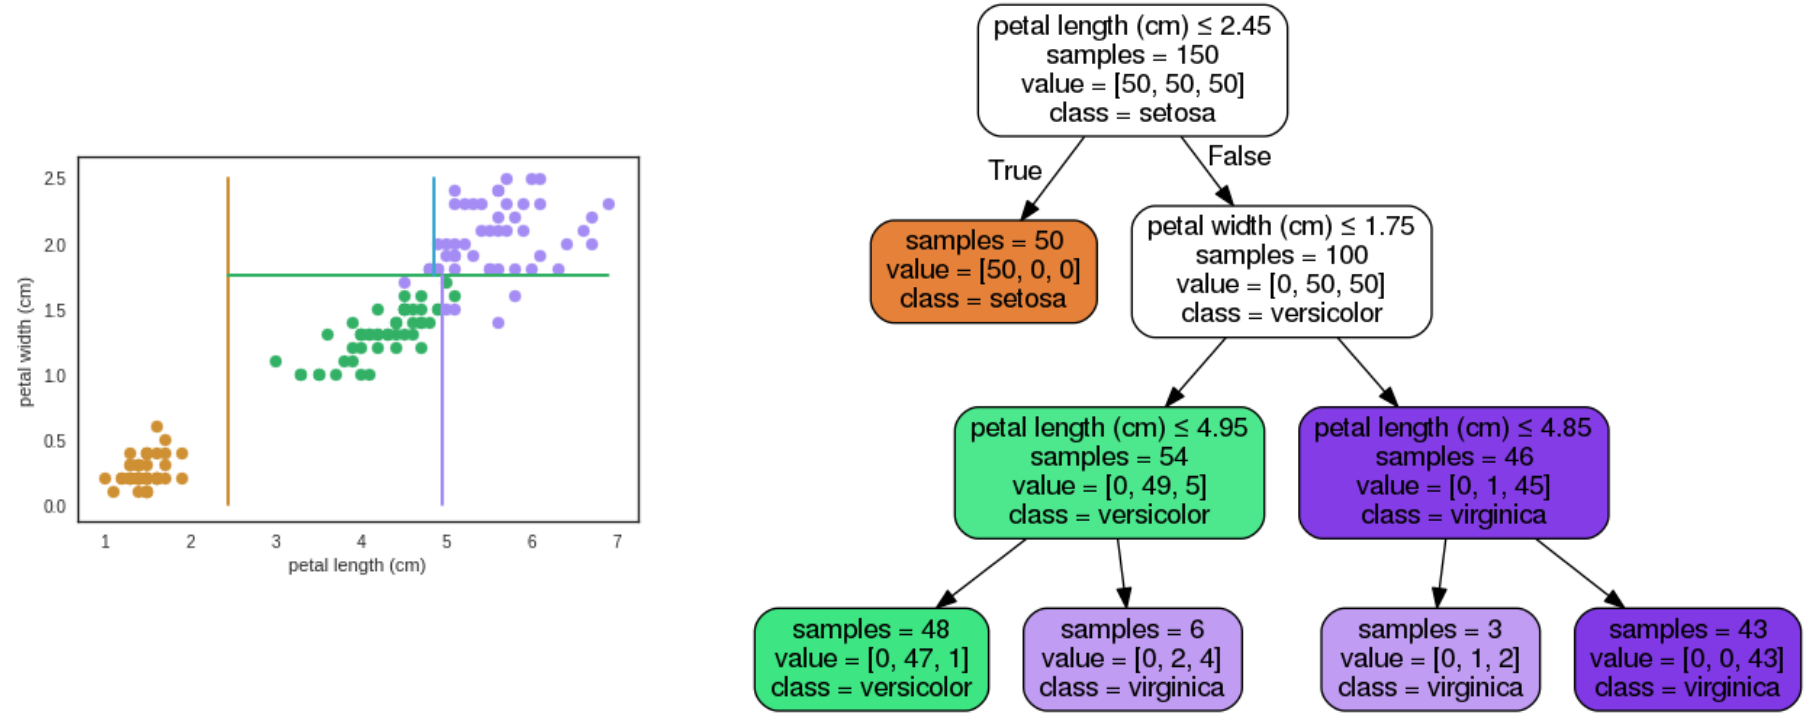 2.5
2.0
1.5
1.0
0.5
0.0
petal width (cm)
1 2 3 4 5 6 7
petal length (cm)
petal length (cm) ≤ 2.45
samples = 150
value = [50, 50, 50]
class = setosa
True
False
samples = 50
value = [50, 0, 0]
class = setosa
petal width (cm) ≤ 1.75
samples = 100
value = [0, 50, 50]
class = versicolor
petal length (cm) ≤ 4.95
samples = 54
value = [0, 49, 5]
class = versicolor
petal length (cm) ≤ 4.85
samples = 46
value = [0, 1, 45]
class = virginica
samples = 48
value = [0, 47, 1]
class = versicolor
samples = 6
value = [0, 2, 4]
class = virginica
samples = 3
value = [0, 1, 2]
class = virginica
samples = 43
value = [0, 0, 43]
class = virginica